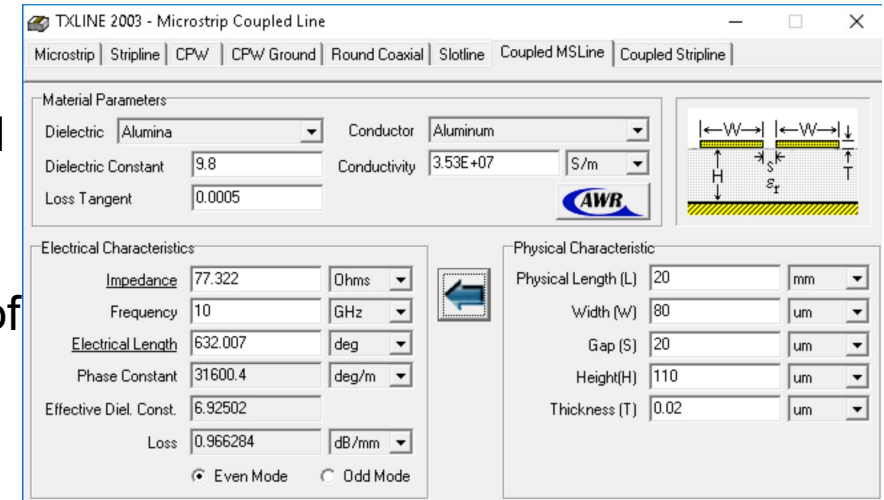 TXLINE 2003 - Microstrip Coupled Line
Microstrip Stripline CPW CPW Ground Round Coaxial Slotline Coupled MSLine Coupled Stripline
Material Parameters
Dielectric Alumina Conductor Aluminum
Dielectric Constant 9.8 Conductivity 3.53E+07 S/m
Loss Tangent 0.0005 AWR
W W
S T
H
εr
Electrical Characteristics
Impedance 77.322 Ohms
Frequency 10 GHz
Electrical Length 632.007 deg
Phase Constant 31600.4 deg/m
Effective Diel. Const. 6.92502
Loss 0.966284 dB/mm
Even Mode Odd Mode
Physical Characteristic
Physical Length (L) 20 mm
Width (W) 80 um
Gap (S) 20 um
Height(H) 110 um
Thickness (T) 0.02 um
of